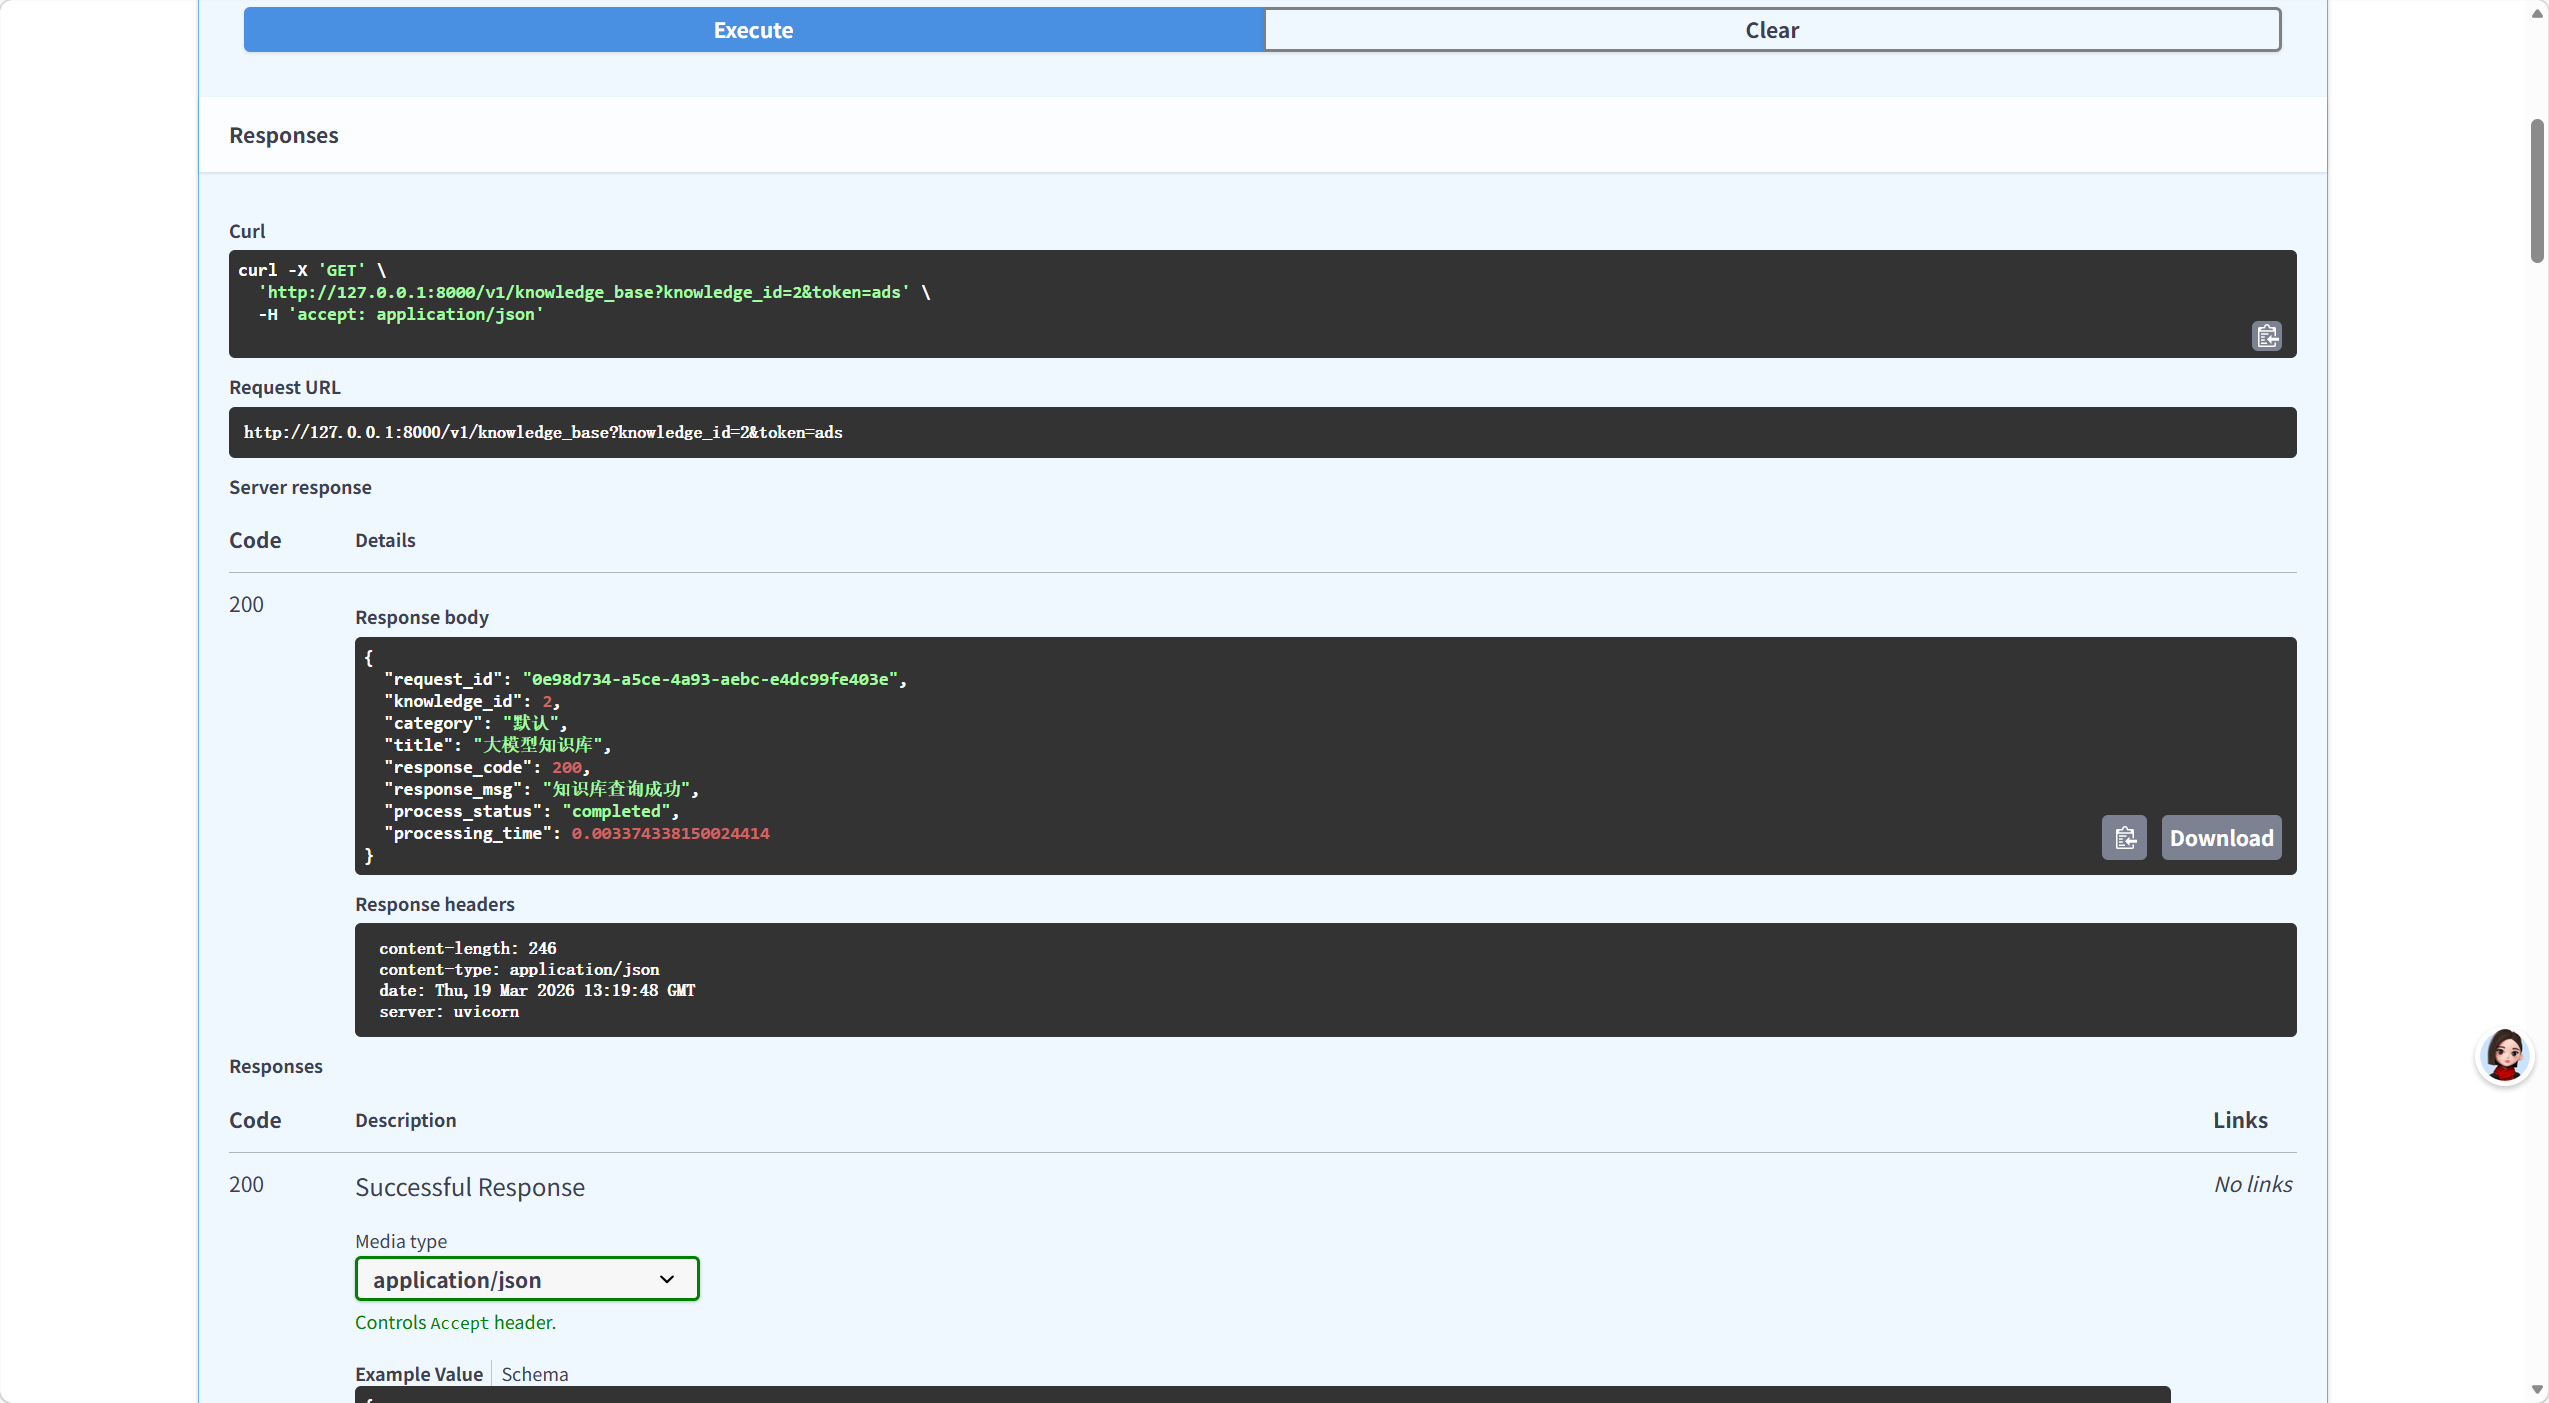 Execute
Clear
Responses
Curl
curl -X 'GET' \
  'http://127.0.0.1:8000/v1/knowledge_base?knowledge_id=2&token=ads' \
  -H 'accept: application/json'
Request URL
http://127.0.0.1:8000/v1/knowledge_base?knowledge_id=2&token=ads
Server response
Code Details
200
Response body
{
  "request_id": "0e98d734-a5ce-4a93-aebc-e4dc99fe403e",
  "knowledge_id": 2,
  "category": "默认",
  "title": "大模型知识库",
  "response_code": 200,
  "response_msg": "知识库查询成功",
  "process_status": "completed",
  "processing_time": 0.003374338150024414
}
Download
Response headers
content-length: 246
content-type: application/json
date: Thu,19 Mar 2026 13:19:48 GMT
server: uvicorn
Responses
Code Description Links
200 Successful Response No links
Media type
application/json
Controls Accept header.
Example Value Schema
{